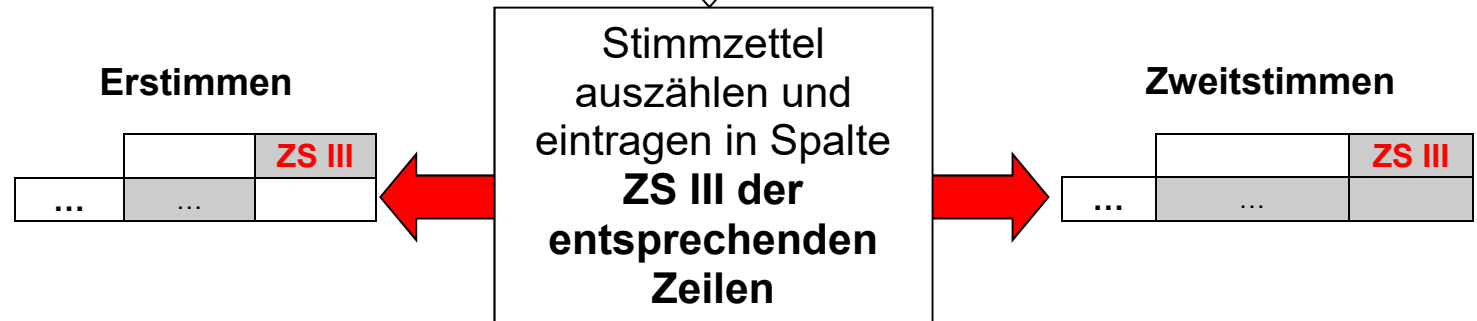 Erstimmen
ZS III
... ...
Stimmzettel
auszählen und
eintragen in Spalte
ZS III der
entsprechenden
Zeilen
Zweitstimmen
ZS III
... ...